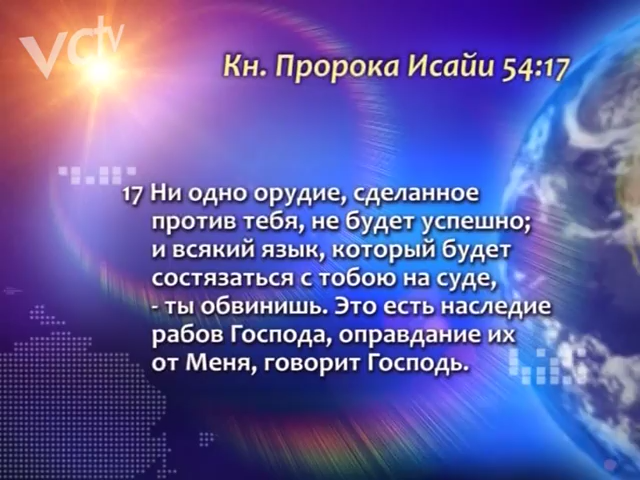 vctv
Кн. Пророка Исайи 54:17
17 Ни одно орудие, сделанное
против тебя, не будет успешно;
и всякий язык, который будет
состязаться с тобою на суде,
- ты обвинишь. Это есть наследие
рабов Господа, оправдание их
от Меня, говорит Господь.